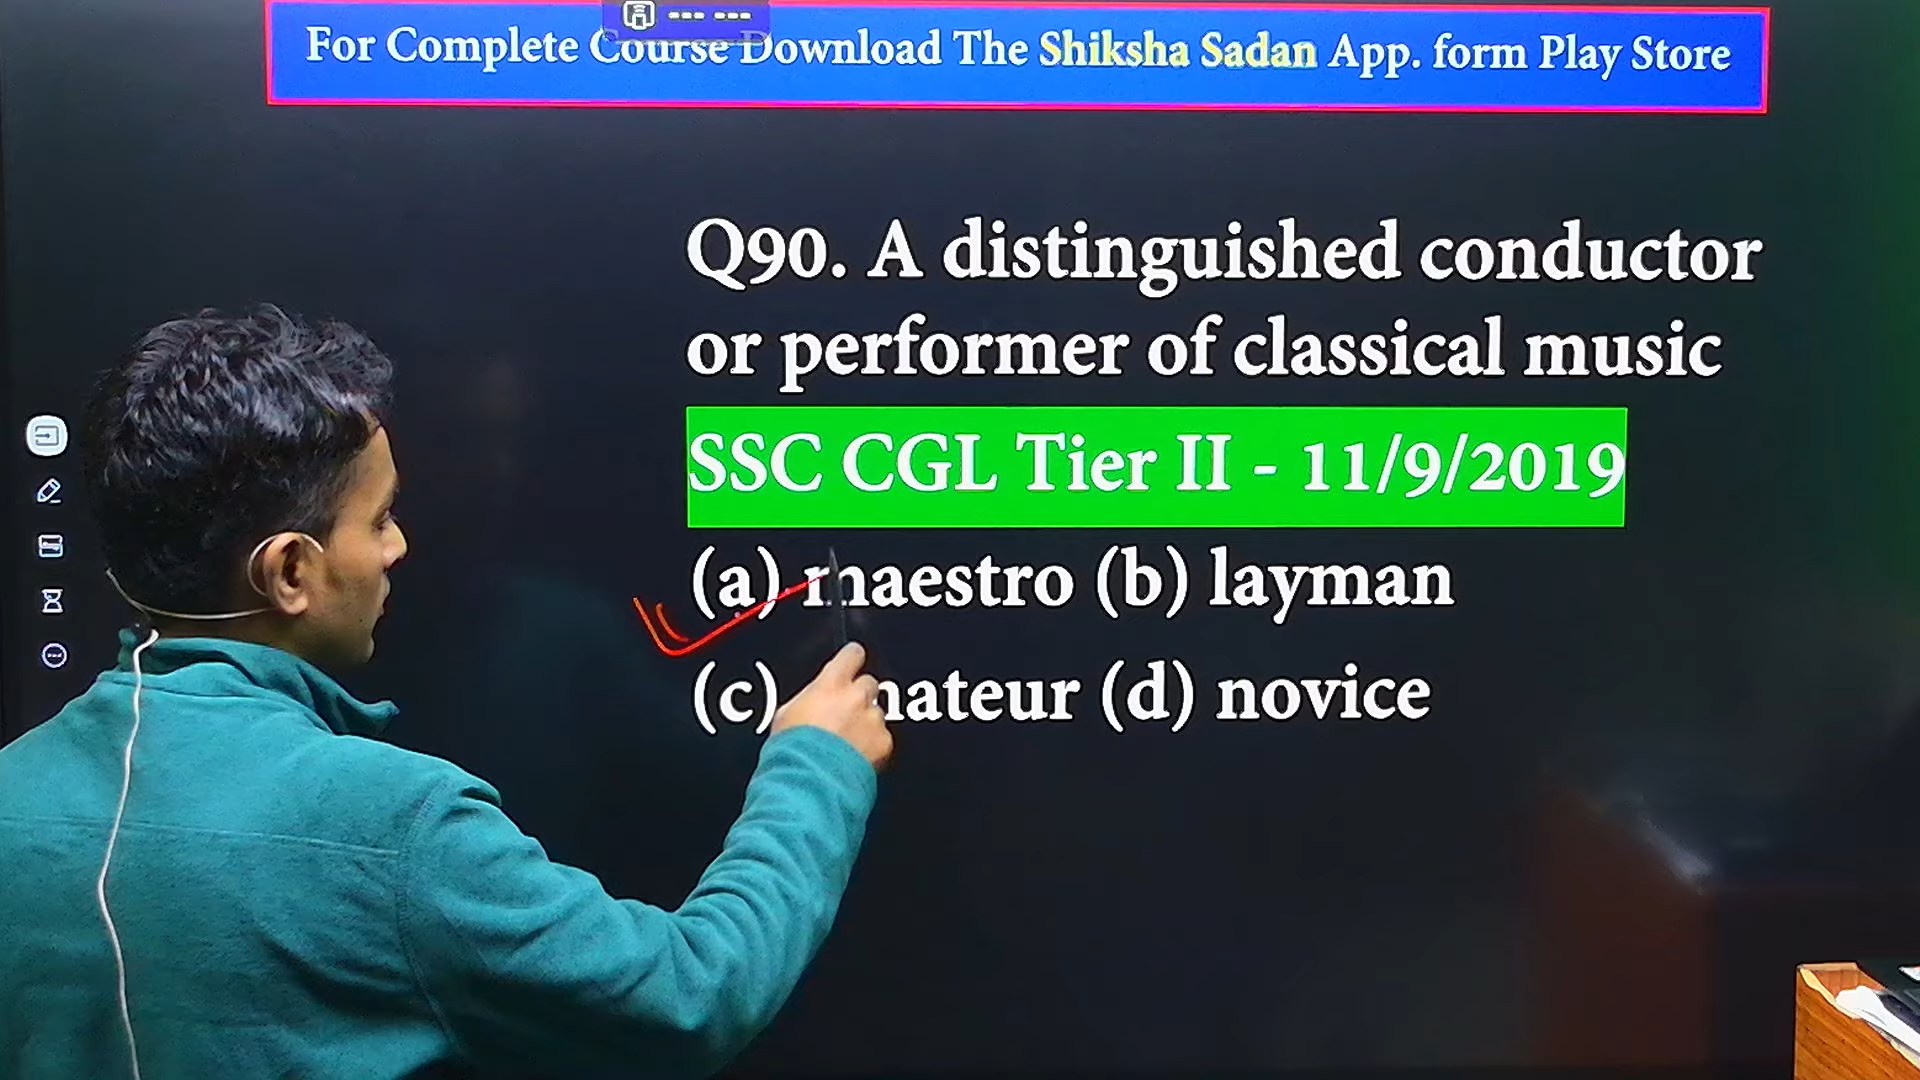 For Complete Course Download The Shiksha Sadan App. form Play Store
Q90. A distinguished conductor
or performer of classical music
SSC CGL Tier II - 11/9/2019
(a) maestro (b) layman
(c) amateur (d) novice